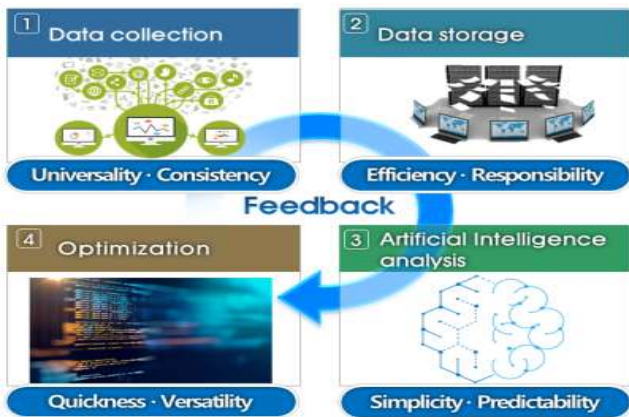 1 Data collection
2 Data storage
Universality · Consistency
Efficiency · Responsibility
Feedback
4 Optimization
3 Artificial Intelligence
analysis
Quickness · Versatility
Simplicity · Predictability